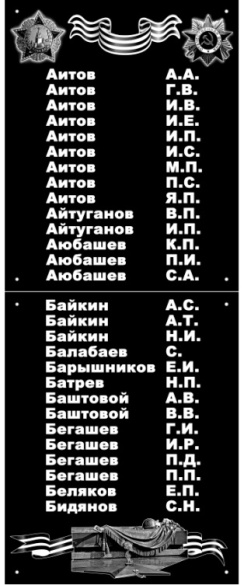 Аитов А.А.
Аитов Г.В.
Аитов И.В.
Аитов И.Е.
Аитов И.П.
Аитов И.С.
Аитов М.П.
Аитов П.С.
Аитов Я.П.
Айтуганов В.П.
Айтуганов И.П.
Аюбашев К.П.
Аюбашев П.И.
Аюбашев С.А.
Байкин А.С.
Байкин А.Т.
Байкин Н.И.
Балабаев С.
Барышников Е.И.
Батрев Н.П.
Баштовой А.В.
Баштовой В.В.
Бегашев Г.И.
Бегашев И.Р.
Бегашев П.Д.
Бегашев П.П.
Беляков Е.П.
Бидянов С.Н.